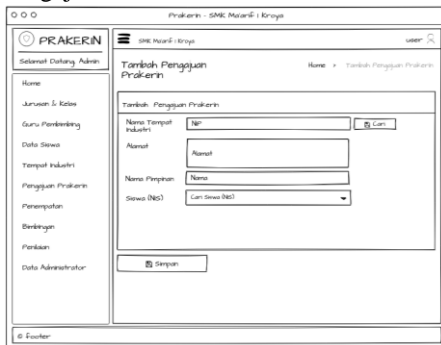 Prakerin - SMK Ma'arif 1 Kroya
PRAKERIN
SMK Ma'arif 1 Kroya
user
Selamat Datang, Admin
Tambah Pengajuan
Prakerin
Home > Tambah Pengajuan Prakerin
Home
Jurusan & Kelas
Guru Pembimbing
Data Siswa
Tempat Industri
Pengajuan Prakerin
Penempatan
Bimbingan
Penilaian
Data Administrator
Tambah Pengajuan Prakerin
Nama Tempat
Industri
NIP
Cari
Alamat
Alamat
Nama Pimpinan
Nama
Siswa (NIS)
Cari Siswa (NIS)
Simpan
© Footer